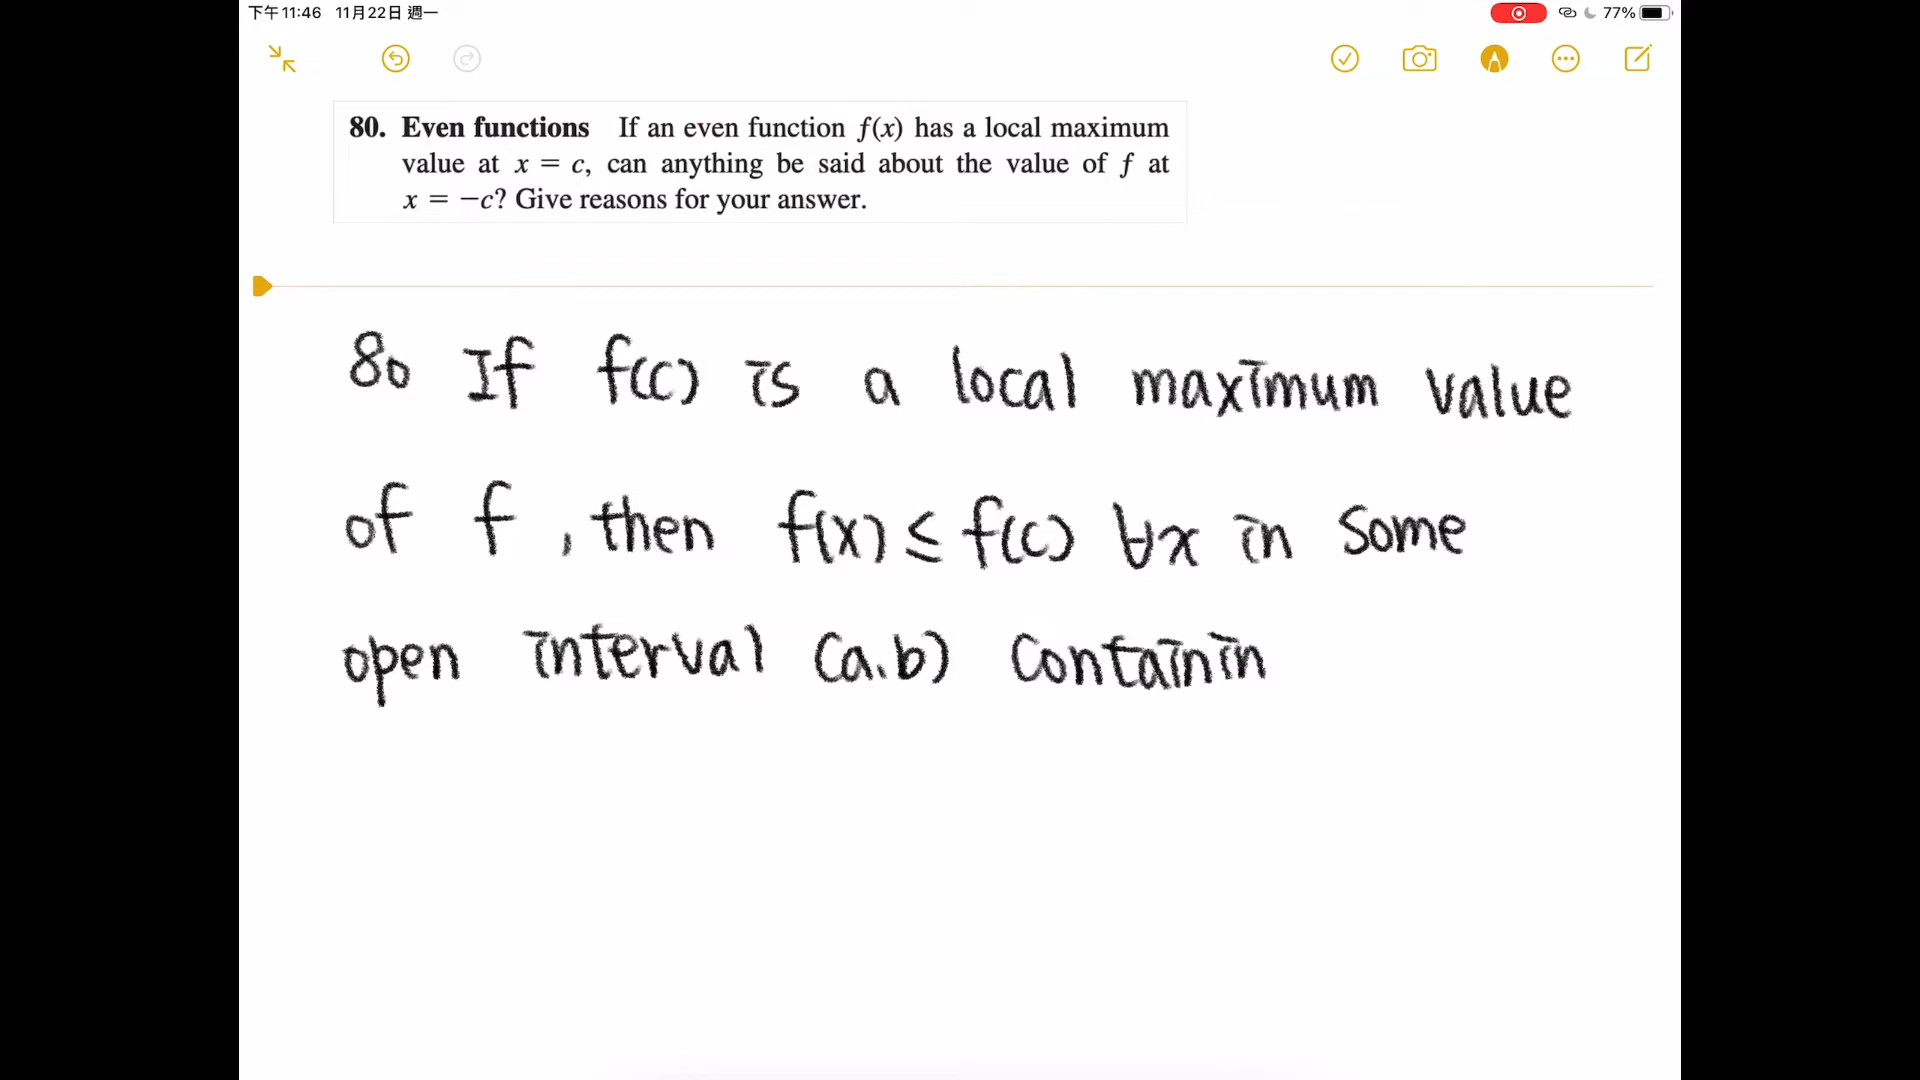 下午11:46 11月22日 週一
77%
80. Even functions If an even function f(x) has a local maximum
value at x = c, can anything be said about the value of f at
x = −c? Give reasons for your answer.
80 If f(c) is a local maximum value
of f , then f(x) ≤ f(c) ∀x in some
open interval (a.b) containin